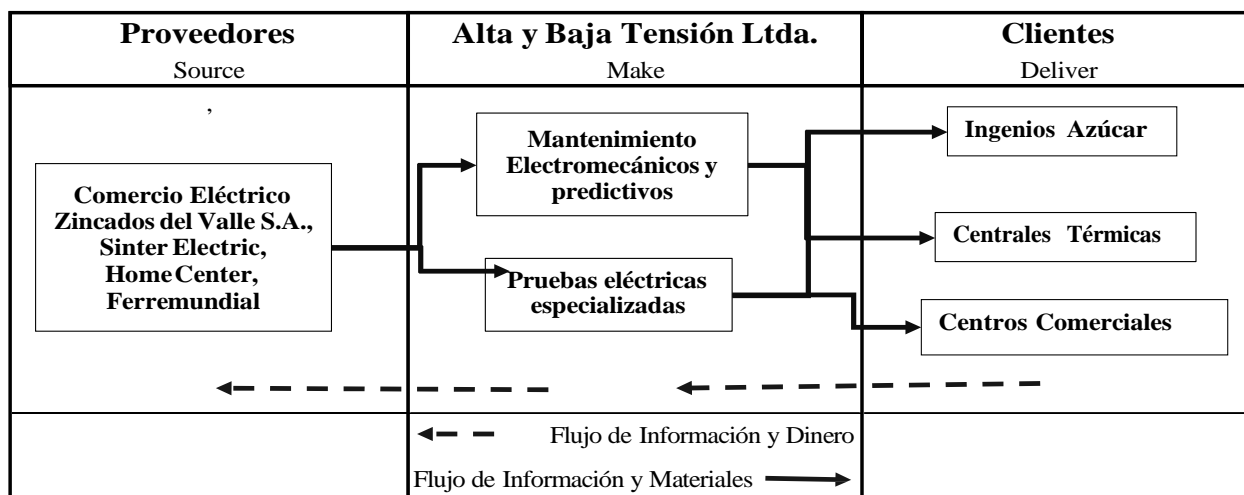 Proveedores
Source
Alta y Baja Tensión Ltda.
Make
Clientes
Deliver
,
Comercio Eléctrico
Zincados del Valle S.A.,
Sinter Electric,
Home Center,
Ferremundial
Mantenimiento
Electromecánicos y
predictivos
Pruebas eléctricas
especializadas
Ingenios Azúcar
Centrales Térmicas
Centros Comerciales
Flujo de Información y Dinero
Flujo de Información y Materiales